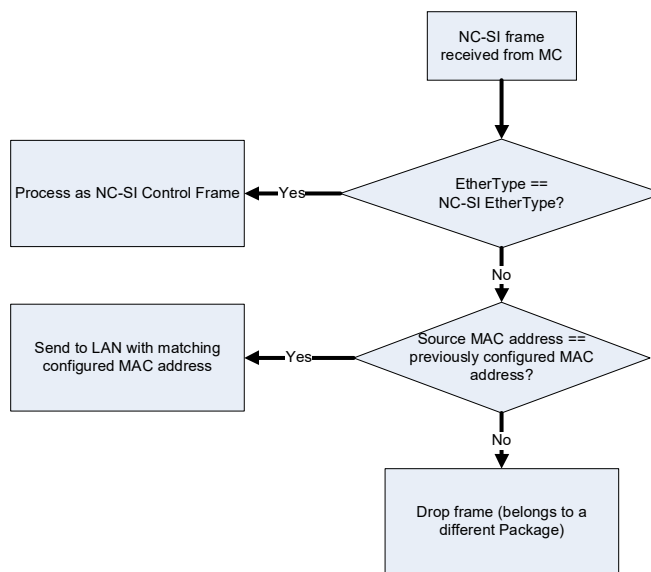 NC-SI frame
received from MC
EtherType ==
NC-SI EtherType?
Yes
Process as NC-SI Control Frame
No
Source MAC address ==
previously configured MAC
address?
Yes
Send to LAN with matching
configured MAC address
No
Drop frame (belongs to a
different Package)